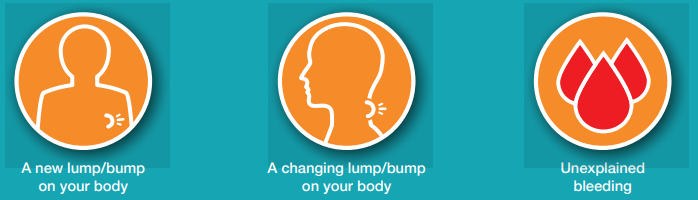 A new lump/bump
on your body
A changing lump/bump
on your body
Unexplained
bleeding